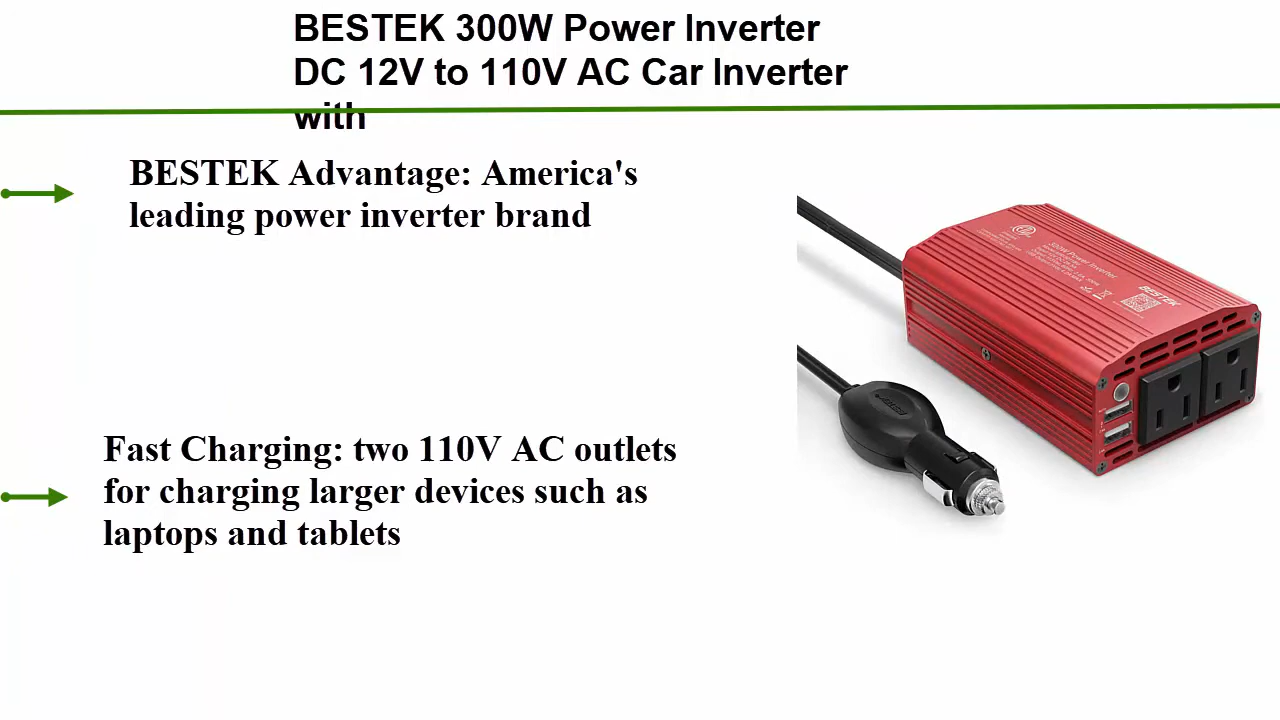 BESTEK 300W Power Inverter
DC 12V to 110V AC Car Inverter
with
BESTEK Advantage: America's
leading power inverter brand
Fast Charging: two 110V AC outlets
for charging larger devices such as
laptops and tablets
300W Power Inverter
BESTEK